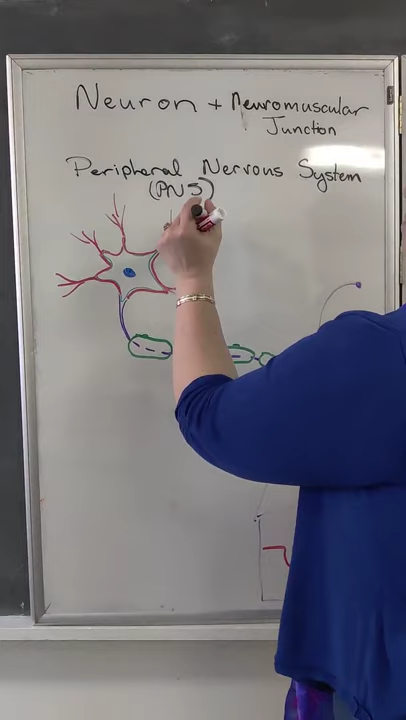 Neuron + Neuromuscular
Junction
Peripheral Nervous System
(PNS)